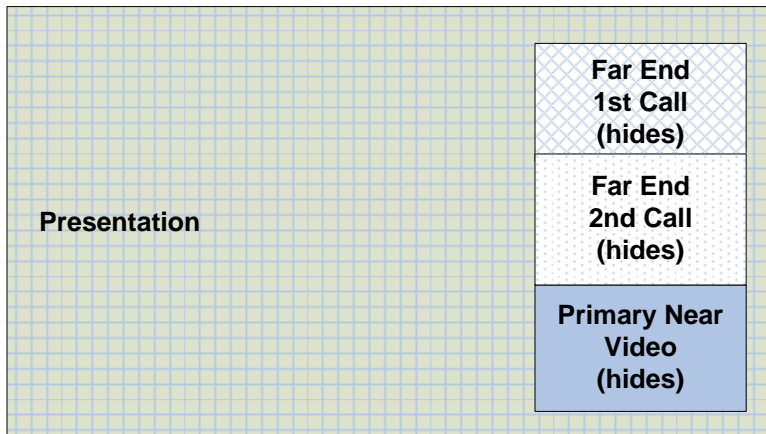 Far End
1st Call
(hides)
Far End
2nd Call
(hides)
Presentation
Primary Near
Video
(hides)